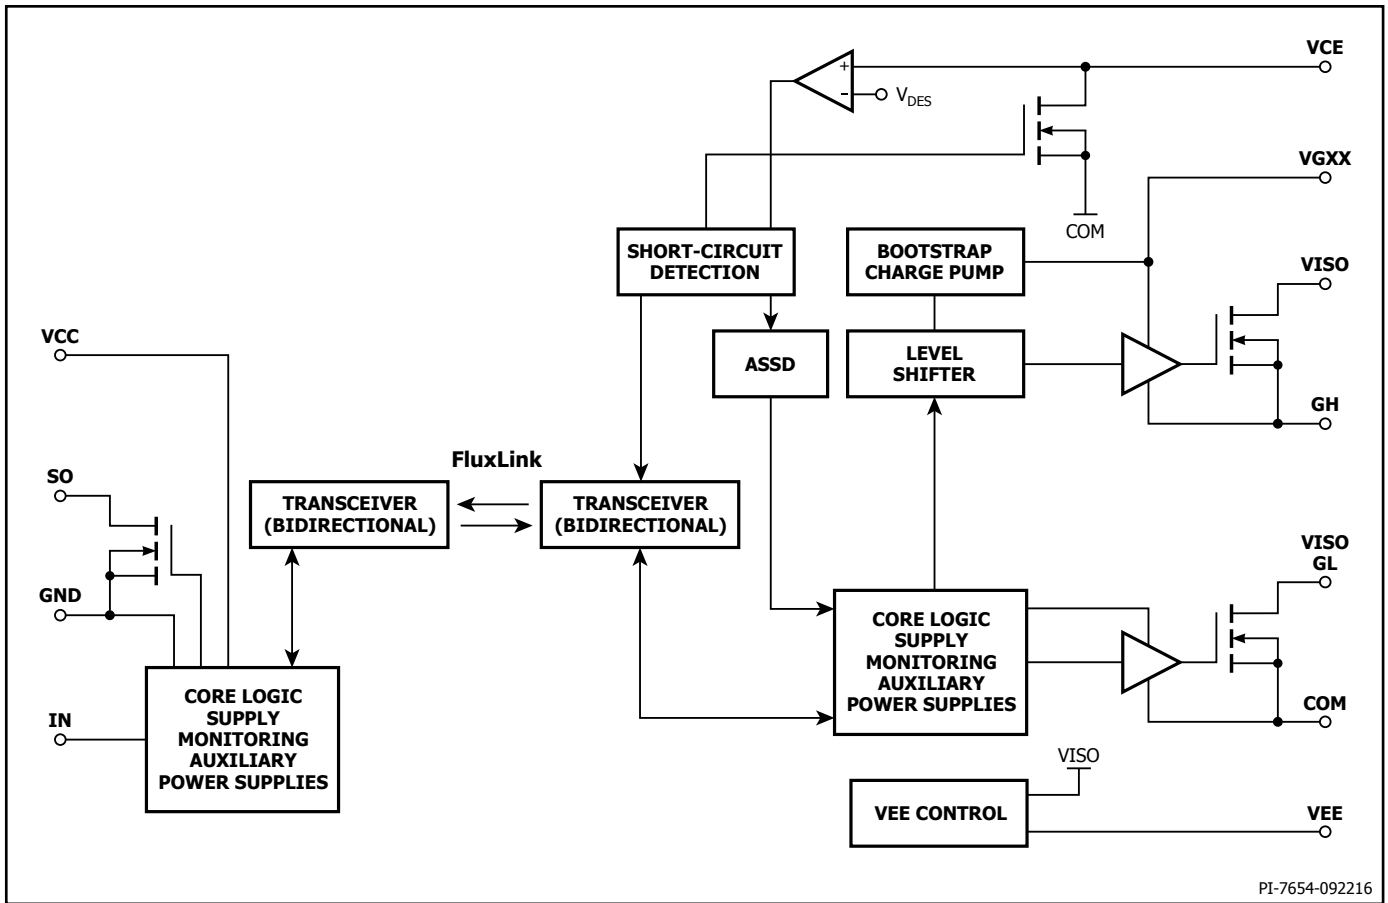 VCE
+
-
VDES
VGXX
COM
SHORT-CIRCUIT
DETECTION
BOOTSTRAP
CHARGE PUMP
VISO
VCC
ASSD
LEVEL
SHIFTER
GH
FluxLink
SO
TRANSCEIVER
(BIDIRECTIONAL)
TRANSCEIVER
(BIDIRECTIONAL)
VISO
GL
GND
CORE LOGIC
SUPPLY
MONITORING
AUXILIARY
POWER SUPPLIES
COM
IN
CORE LOGIC
SUPPLY
MONITORING
AUXILIARY
POWER SUPPLIES
VISO
VEE CONTROL
VEE
PI-7654-092216